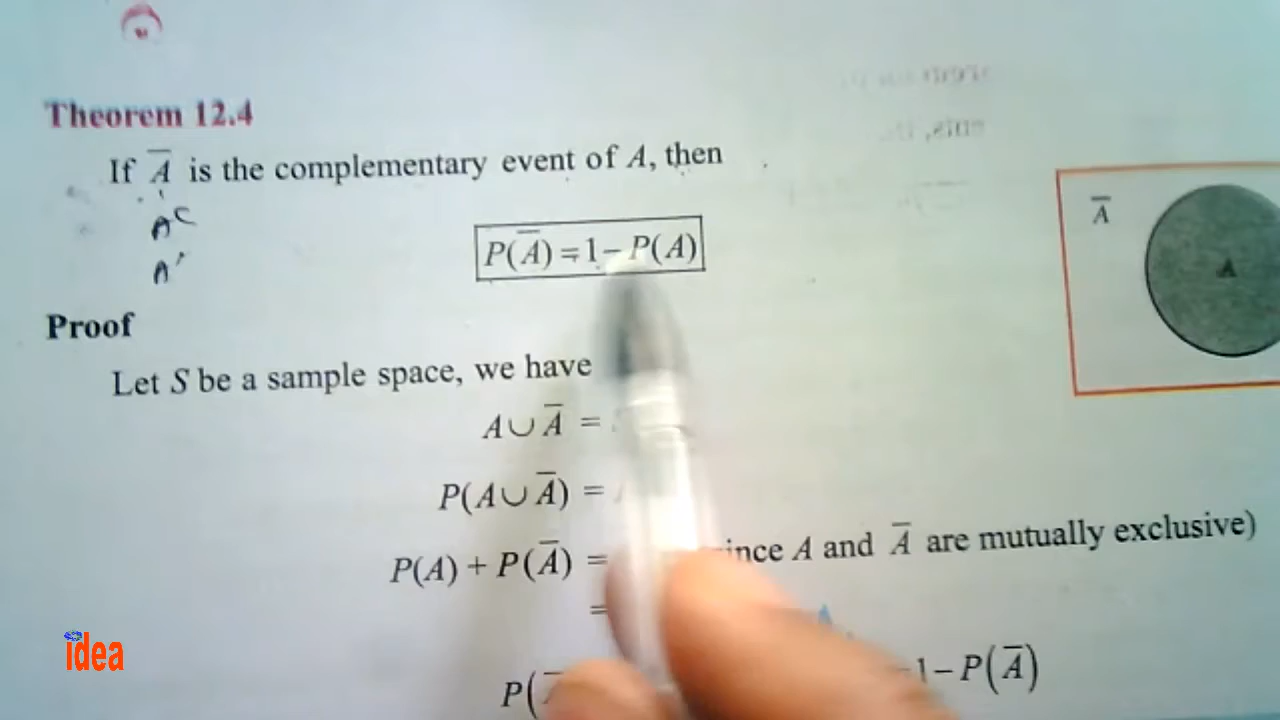 Theorem 12.4
If A̅ is the complementary event of A, then
Aᶜ
A'
P(A̅) = 1 − P(A)
A̅
A
Proof
Let S be a sample space, we have
A∪A̅ =
P(A∪A̅) =
P(A) + P(A̅) = ince A and A̅ are mutually exclusive)
=
P( 1 − P(A̅)
idea